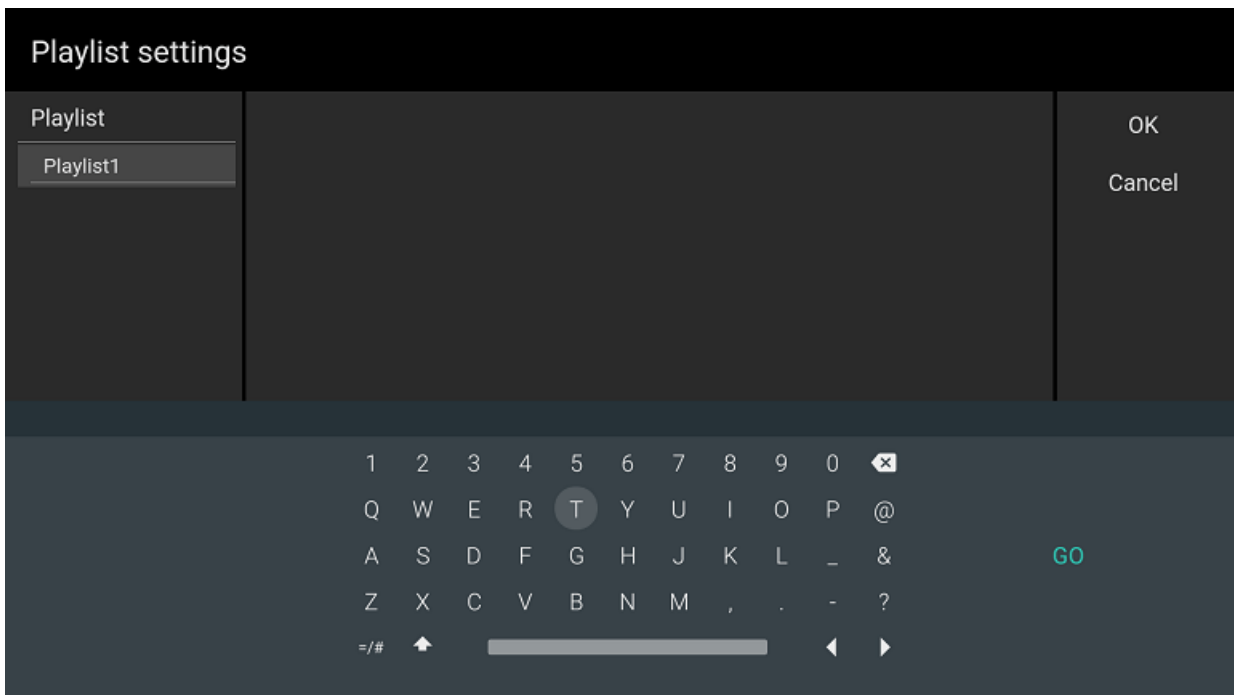 Playlist settings
Playlist
Playlist1
OK
Cancel
1 2 3 4 5 6 7 8 9 0
Q W E R T Y U I O P @
A S D F G H J K L _ &
GO
Z X C V B N M , . - ?
=/#